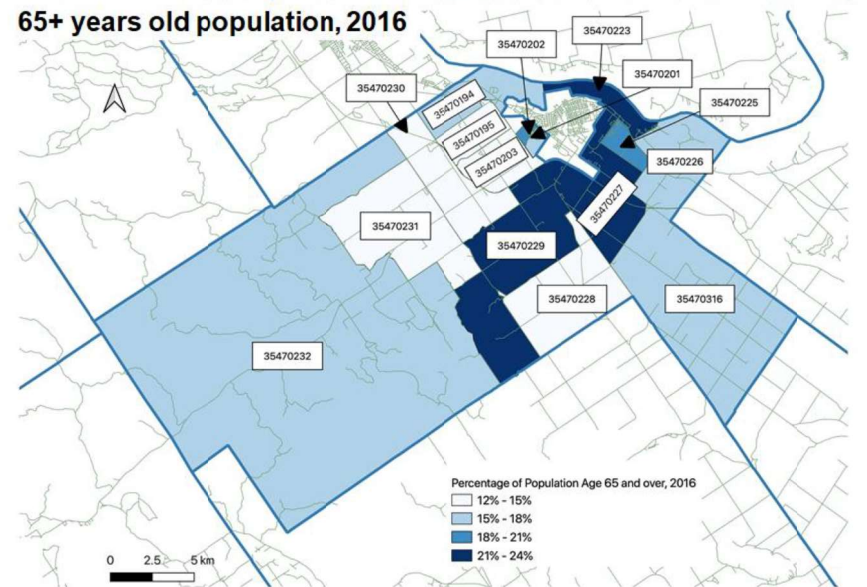 65+ years old population, 2016
35470202
35470223
35470201
35470230
35470225
35470194
35470195
35470203
35470226
35470227
35470231
35470229
35470228
35470316
35470232
Percentage of Population Age 65 and over, 2016
12% - 15%
15% - 18%
18% - 21%
21% - 24%
0 2.5 5 km